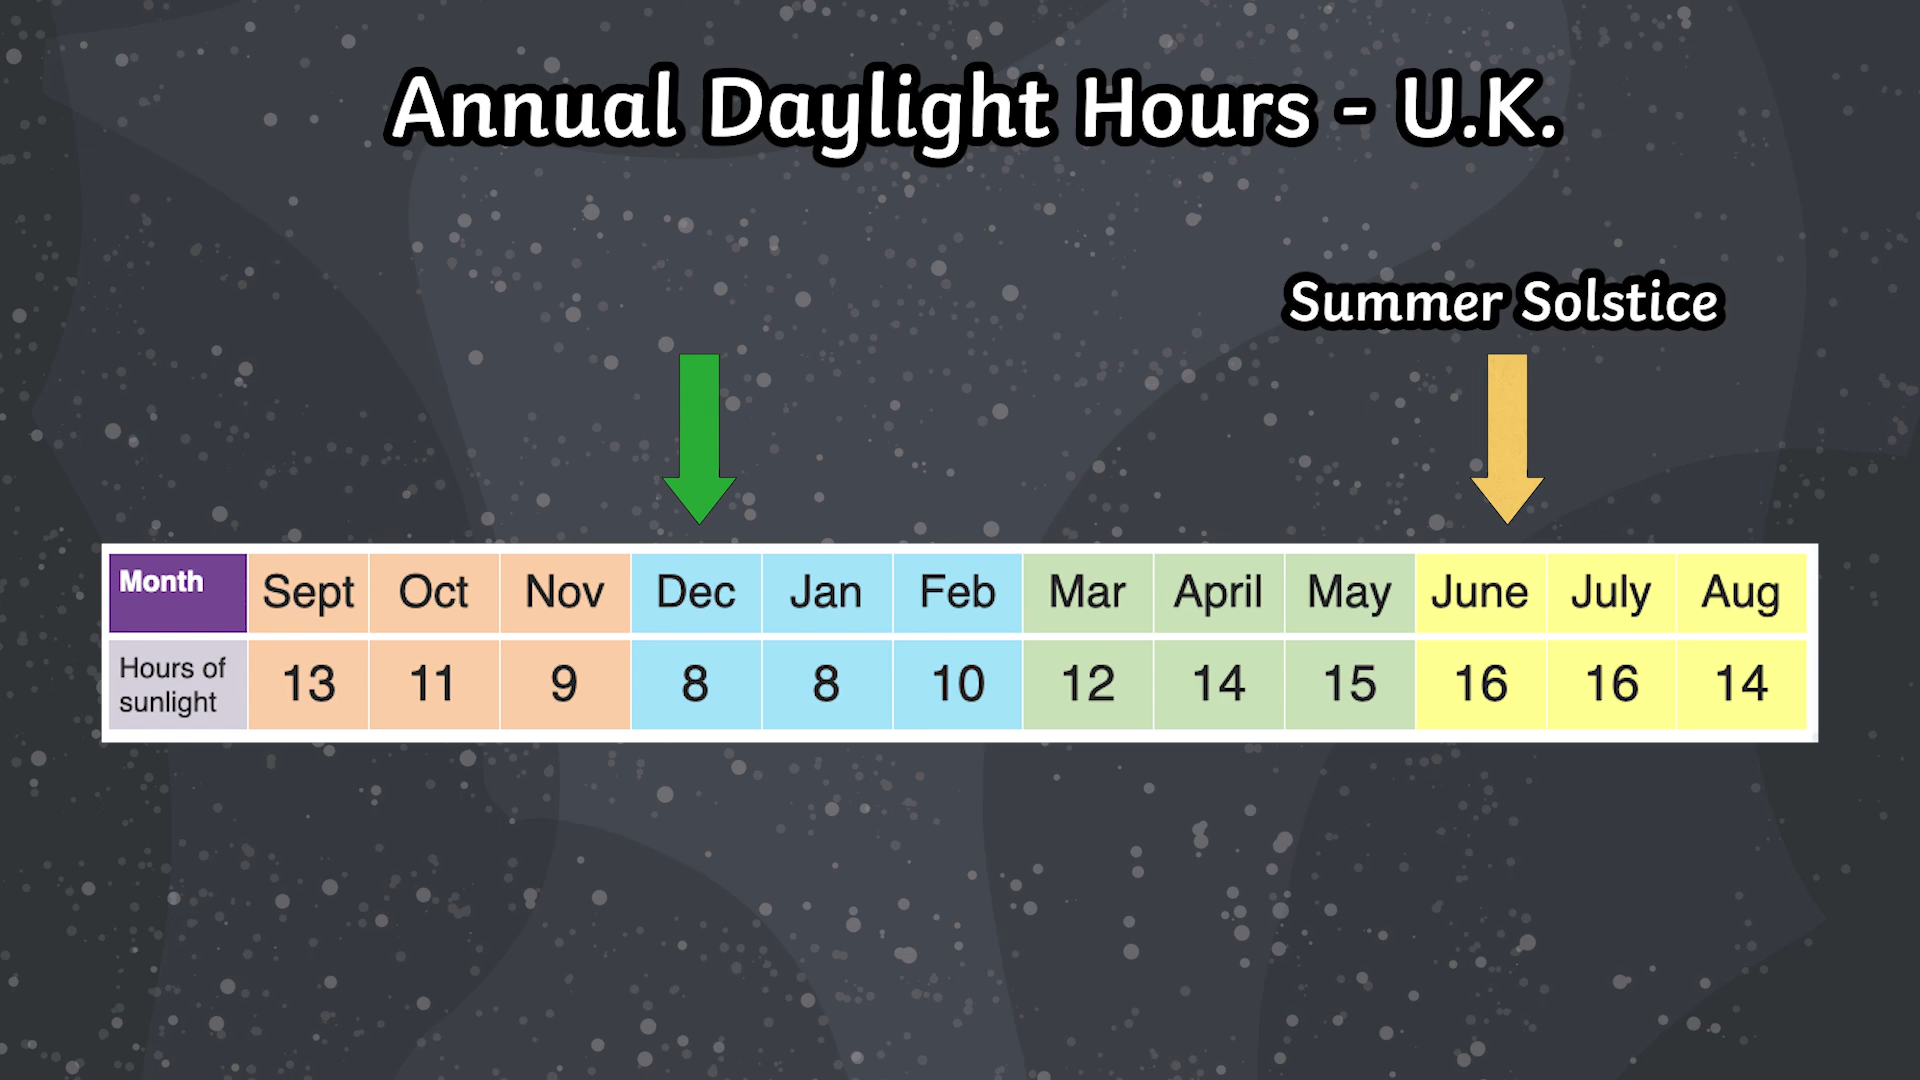 Annual Daylight Hours - U.K.
Summer Solstice
Month Sept Oct Nov Dec Jan Feb Mar April May June July Aug
Hours of
sunlight 13 11 9 8 8 10 12 14 15 16 16 14